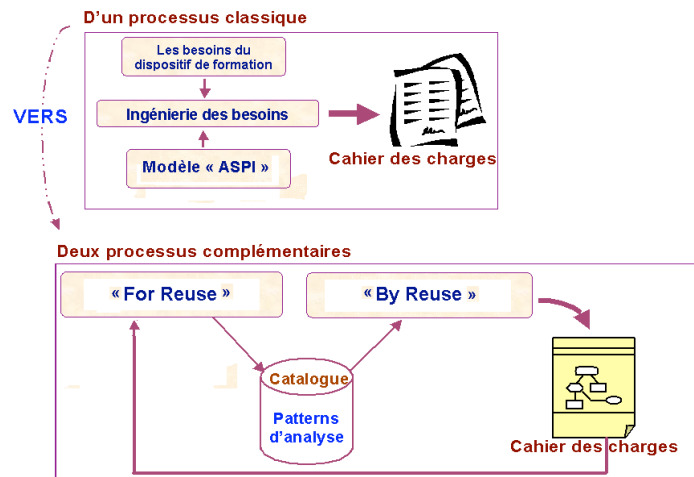 D'un processus classique
Les besoins du
dispositif de formation
VERS
Ingénierie des besoins
Modèle « ASPI »
Cahier des charges
Deux processus complémentaires
« For Reuse »
« By Reuse »
Catalogue
Patterns
d'analyse
Cahier des charges